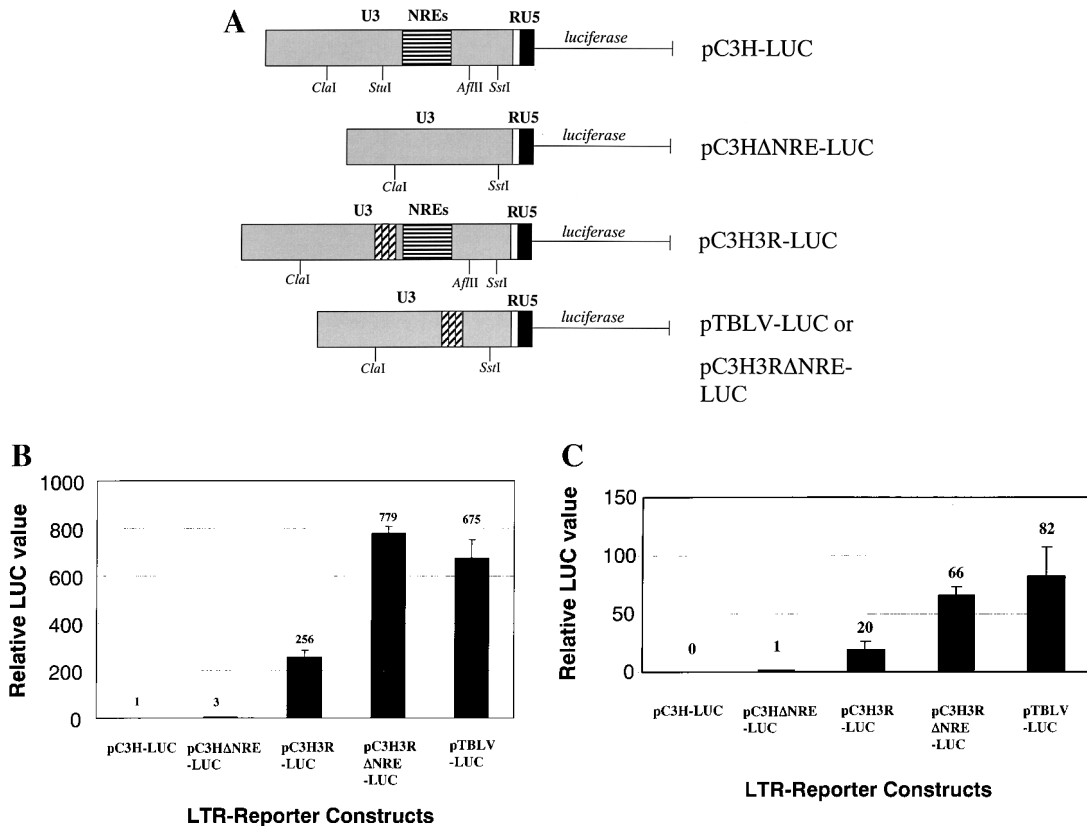 A
U3 NREs RU5
luciferase
pC3H-LUC
ClaI StuI AflII SstI
U3 RU5
luciferase
pC3HΔNRE-LUC
ClaI SstI
U3 NREs RU5
luciferase
pC3H3R-LUC
ClaI AflII SstI
U3 RU5
luciferase
pTBLV-LUC or
pC3H3RΔNRE-
LUC
ClaI SstI
B
Relative LUC value
1000
800
600
400
200
0
1 3 256 779 675
pC3H-LUC pC3HΔNRE pC3H3R pC3H3R pTBLV
-LUC -LUC ΔNRE -LUC
-LUC
LTR-Reporter Constructs
C
Relative LUC value
150
100
50
0
0 1 20 66 82
pC3H-LUC pC3HΔNRE pC3H3R pC3H3R pTBLV
-LUC -LUC ΔNRE -LUC
-LUC
LTR-Reporter Constructs